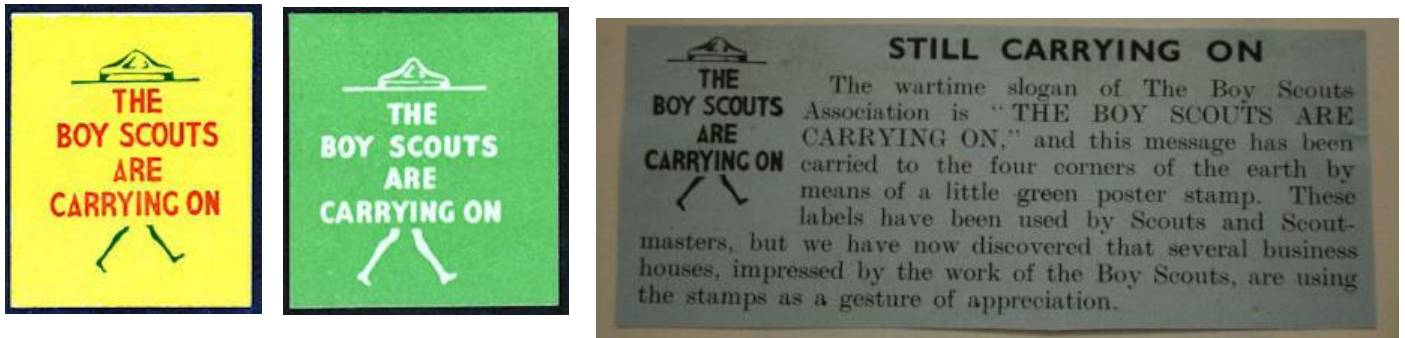 THE
BOY SCOUTS
ARE
CARRYING ON
THE
BOY SCOUTS
ARE
CARRYING ON
THE
BOY SCOUTS
ARE
CARRYING ON
STILL CARRYING ON
The wartime slogan of The Boy Scouts
Association is "THE BOY SCOUTS ARE
CARRYING ON," and this message has been
carried to the four corners of the earth by
means of a little green poster stamp. These
labels have been used by Scouts and Scout-
masters, but we have now discovered that several business
houses, impressed by the work of the Boy Scouts, are using
the stamps as a gesture of appreciation.